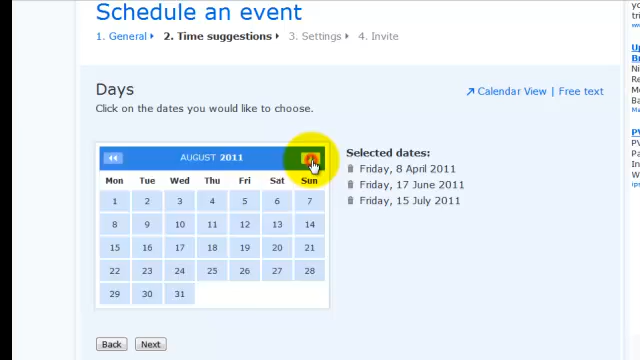 Schedule an event
1. General 2. Time suggestions 3. Settings 4. Invite
Days
Calendar View | Free text
Click on the dates you would like to choose.
AUGUST 2011
Mon Tue Wed Thu Fri Sat Sun
1 2 3 4 5 6 7
8 9 10 11 12 13 14
15 16 17 18 19 20 21
22 23 24 25 26 27 28
29 30 31
Selected dates:
Friday, 8 April 2011
Friday, 17 June 2011
Friday, 15 July 2011
Back Next